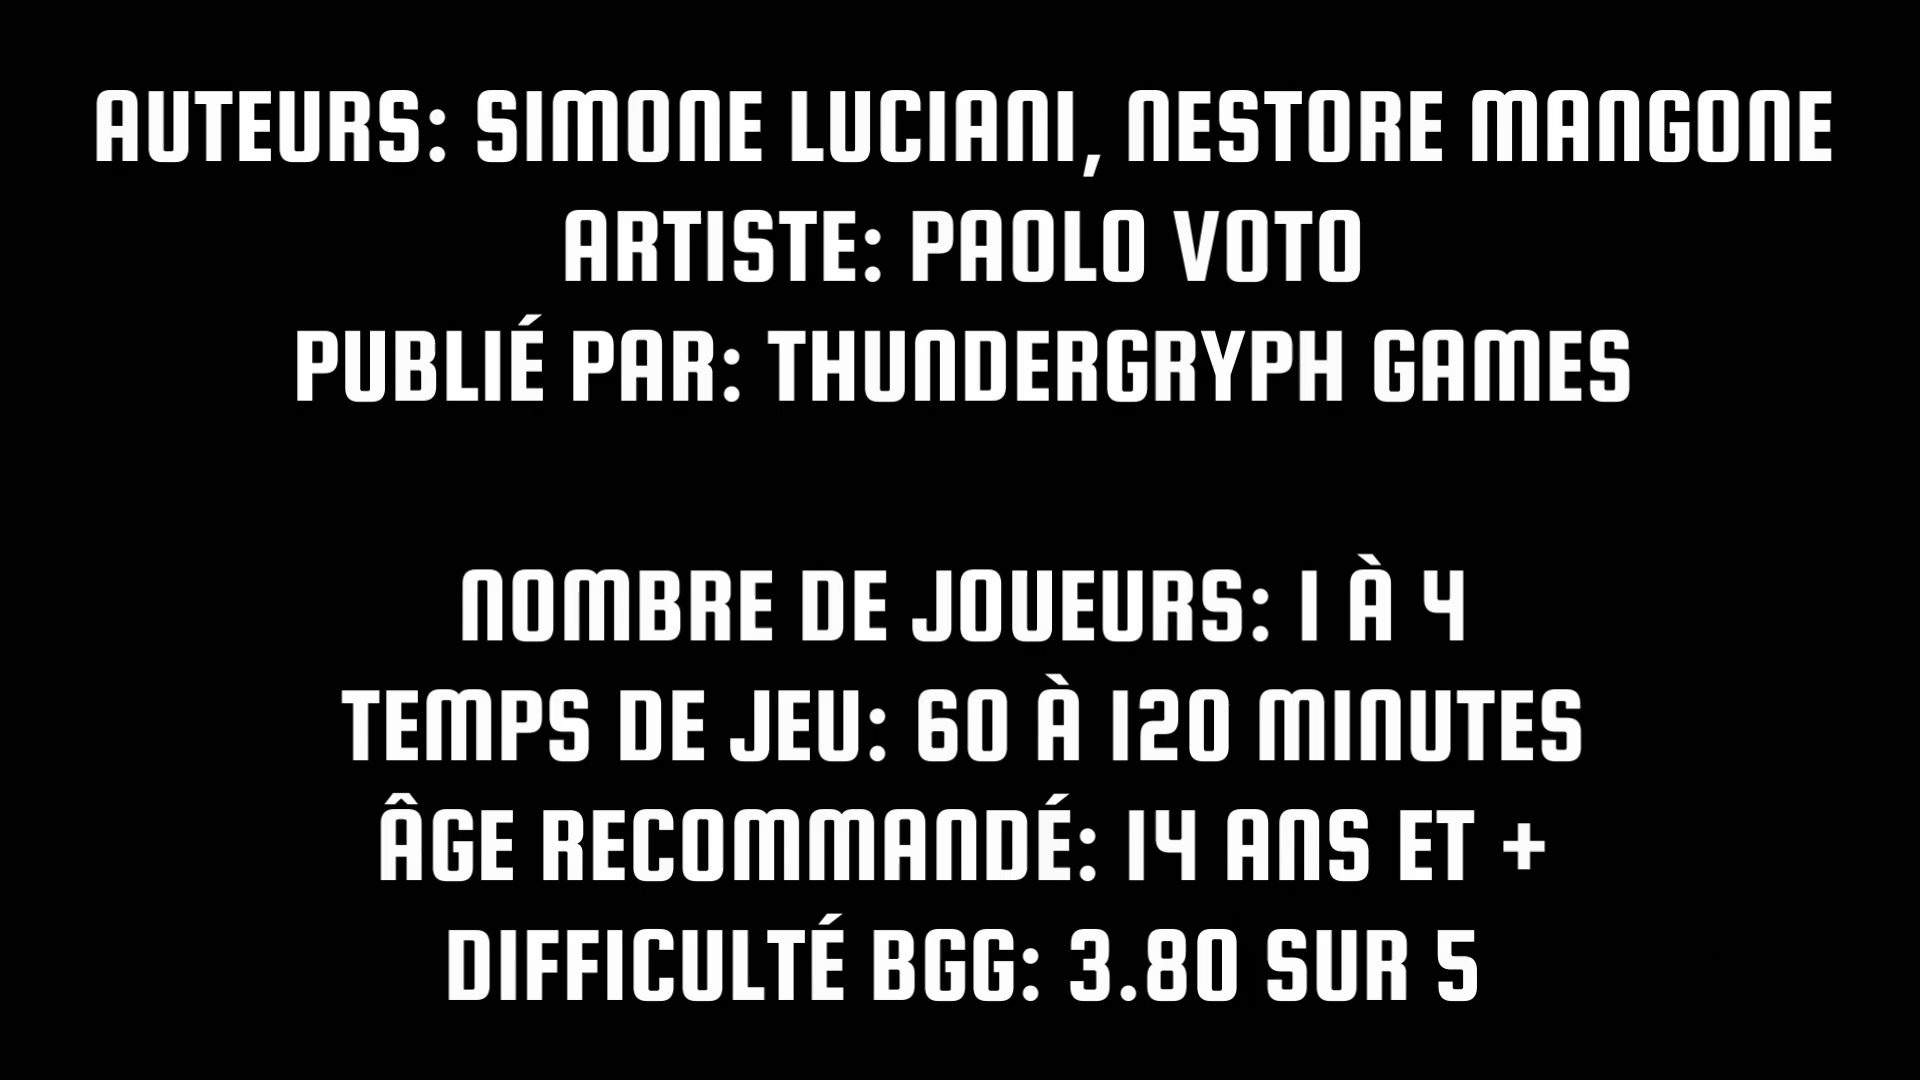 AUTEURS: SIMONE LUCIANI, NESTORE MANGONE
ARTISTE: PAOLO VOTO
PUBLIÉ PAR: THUNDERGRYPH GAMES
NOMBRE DE JOUEURS: 1 À 4
TEMPS DE JEU: 60 À 120 MINUTES
ÂGE RECOMMANDÉ: 14 ANS ET +
DIFFICULTÉ BGG: 3.80 SUR 5